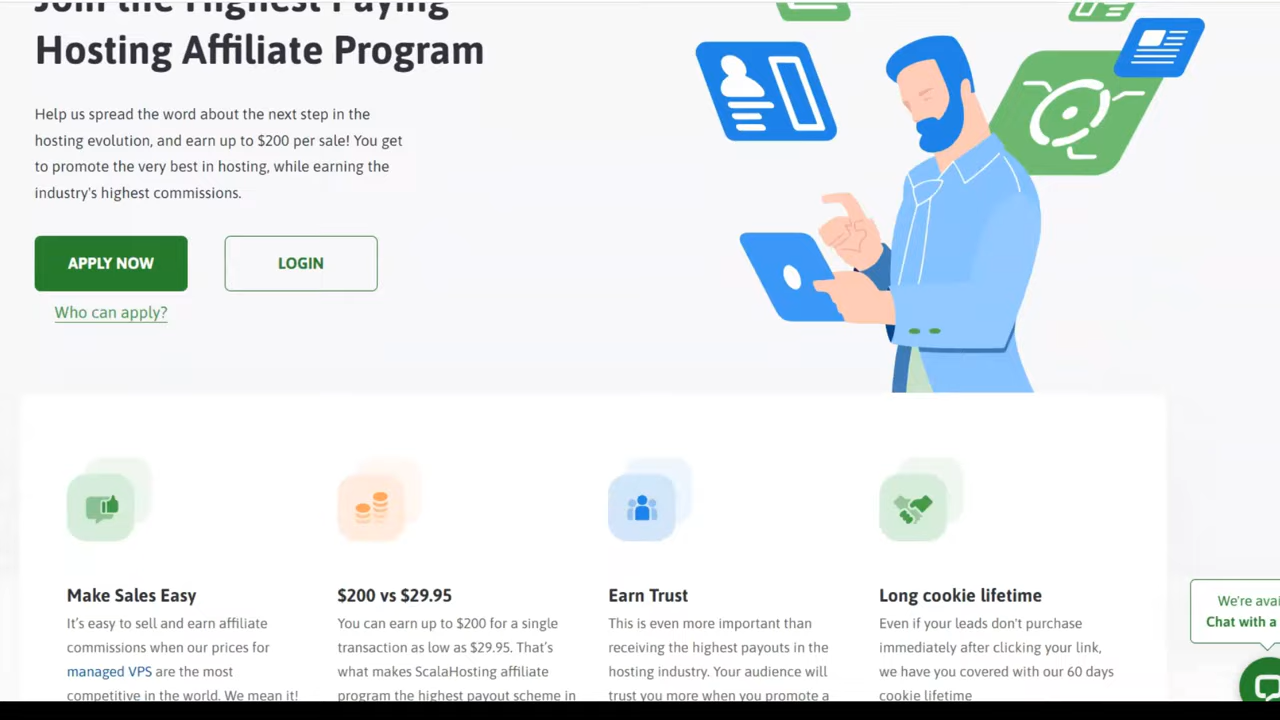 Join the Highest Paying
Hosting Affiliate Program
Help us spread the word about the next step in the
hosting evolution, and earn up to $200 per sale! You get
to promote the very best in hosting, while earning the
industry's highest commissions.
APPLY NOW
LOGIN
Who can apply?
Make Sales Easy
It's easy to sell and earn affiliate
commissions when our prices for
managed VPS are the most
competitive in the world. We mean it!
$200 vs $29.95
You can earn up to $200 for a single
transaction as low as $29.95. That's
what makes ScalaHosting affiliate
program the highest payout scheme in
Earn Trust
This is even more important than
receiving the highest payouts in the
hosting industry. Your audience will
trust you more when you promote a
Long cookie lifetime
Even if your leads don't purchase
immediately after clicking your link,
we have you covered with our 60 days
cookie lifetime
We're avai
Chat with a